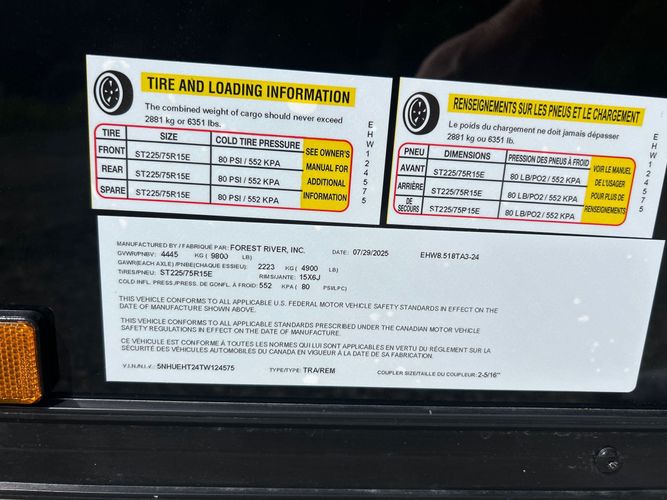 TIRE AND LOADING INFORMATION
The combined weight of cargo should never exceed
2881 kg or 6351 lbs.
TIRE SIZE COLD TIRE PRESSURE
FRONT ST225/75R15E 80 PSI / 552 KPA
REAR ST225/75R15E 80 PSI / 552 KPA
SPARE ST225/75R15E 80 PSI / 552 KPA
SEE OWNER'S
MANUAL FOR
ADDITIONAL
INFORMATION
EHW124575
RENSEIGNEMENTS SUR LES PNEUS ET LE CHARGEMENT
Le poids du chargement ne doit jamais dépasser
2881 kg ou 6351 lb.
PNEU DIMENSIONS PRESSION DES PNEUS À FROID
AVANT ST225/75R15E 80 LB/PO2 / 552 KPA
ARRIÈRE ST225/75R15E 80 LB/PO2 / 552 KPA
DE SECOURS ST225/75R15E 80 LB/PO2 / 552 KPA
VOIR LE MANUEL
DE L'USAGER
POUR PLUS DE
RENSEIGNEMENTS
EHW124575
MANUFACTURED BY / FABRIQUE PAR: FOREST RIVER, INC. DATE: 07/29/2025 EHW8.518TA3-24
GVWR/PNBV: 4445 KG (9800 LB)
GAWR(EACH AXLE) /PNBE(CHAQUE ESSIEU): 2223 KG ( 4900 LB)
TIRES/PNEU: ST225/75R15E RIMS/JANTE: 15X6J
COLD INFL. PRESS./PRESS. DE GONFL À FROID: 552 KPA ( 80 PSI/LPC)
THIS VEHICLE CONFORMS TO ALL APPLICABLE U.S. FEDERAL MOTOR VEHICLE SAFETY STANDARDS IN EFFECT ON THE
DATE OF MANUFACTURE SHOWN ABOVE.
THIS VEHICLE CONFORMS TO ALL APPLICABLE STANDARDS PRESCRIBED UNDER THE CANADIAN MOTOR VEHICLE
SAFETY REGULATIONS IN EFFECT ON THE DATE OF MANUFACTURE.
CE VÉHICULE EST CONFORME À TOUTES LES NORMES QUI LUI SONT APPLICABLES EN VERTU DU RÈGLEMENT SUR LA
SÉCURITÉ DES VÉHICULES AUTOMOBILES DU CANADA EN VIGUEUR À LA DATE DE SA FABRICATION.
V.I.N./N.I.V.: 5NHUEHT24TW124575 TYPE/TYPE: TRA/REM COUPLER SIZE/TAILLE DU COUPLEUR: 2-5/16"